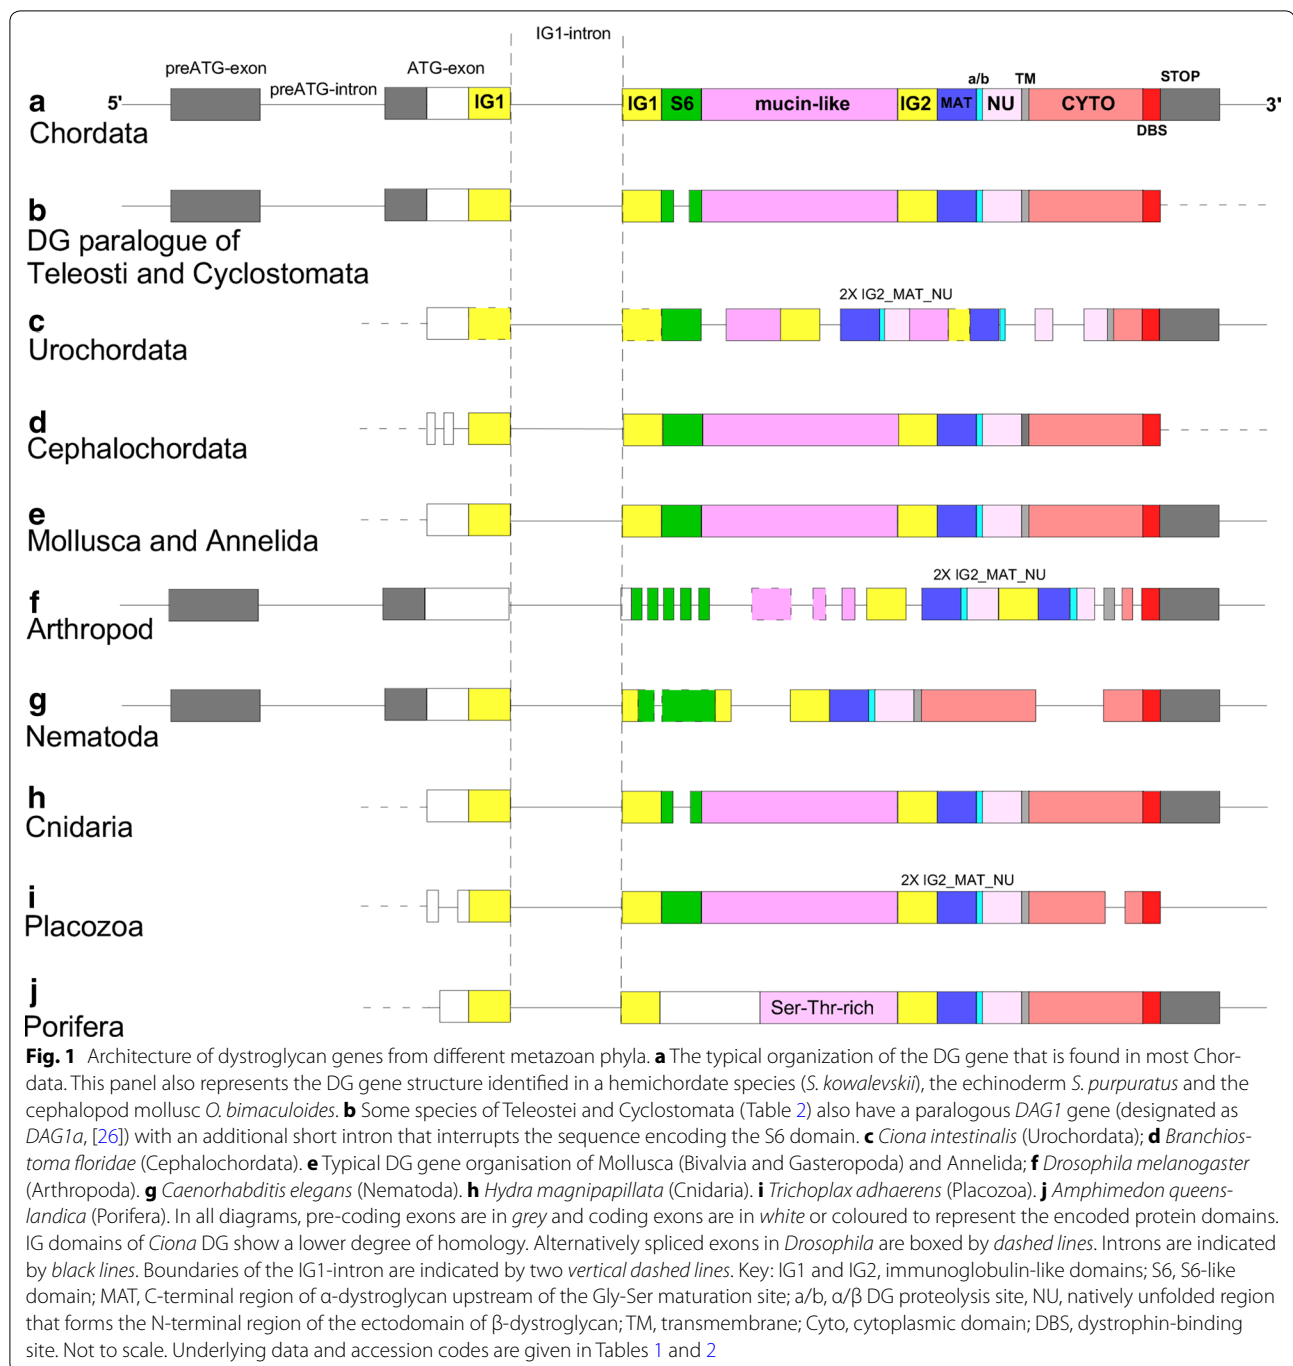 IG1-intron
preATG-exon
preATG-intron
ATG-exon
a/b
TM
STOP
a
5'
IG1
IG1
S6
mucin-like
IG2
MAT
NU
CYTO
3'
DBS
Chordata
b
DG paralogue of
Teleosti and Cyclostomata
2X IG2_MAT_NU
c
Urochordata
d
Cephalochordata
e
Mollusca and Annelida
2X IG2_MAT_NU
f
Arthropod
g
Nematoda
h
Cnidaria
2X IG2_MAT_NU
i
Placozoa
j
Ser-Thr-rich
Porifera
Fig. 1 Architecture of dystroglycan genes from different metazoan phyla. a The typical organization of the DG gene that is found in most Chor-
data. This panel also represents the DG gene structure identified in a hemichordate species (S. kowalevskii), the echinoderm S. purpuratus and the
cephalopod mollusc O. bimaculoides. b Some species of Teleostei and Cyclostomata (Table 2) also have a paralogous DAG1 gene (designated as
DAG1a, [26]) with an additional short intron that interrupts the sequence encoding the S6 domain. c Ciona intestinalis (Urochordata); d Branchios-
toma floridae (Cephalochordata). e Typical DG gene organisation of Mollusca (Bivalvia and Gasteropoda) and Annelida; f Drosophila melanogaster
(Arthropoda). g Caenorhabditis elegans (Nematoda). h Hydra magnipapillata (Cnidaria). i Trichoplax adhaerens (Placozoa). j Amphimedon queens-
landica (Porifera). In all diagrams, pre-coding exons are in grey and coding exons are in white or coloured to represent the encoded protein domains.
IG domains of Ciona DG show a lower degree of homology. Alternatively spliced exons in Drosophila are boxed by dashed lines. Introns are indicated
by black lines. Boundaries of the IG1-intron are indicated by two vertical dashed lines. Key: IG1 and IG2, immunoglobulin-like domains; S6, S6-like
domain; MAT, C-terminal region of α-dystroglycan upstream of the Gly-Ser maturation site; a/b, α/β DG proteolysis site, NU, natively unfolded region
that forms the N-terminal region of the ectodomain of β-dystroglycan; TM, transmembrane; Cyto, cytoplasmic domain; DBS, dystrophin-binding
site. Not to scale. Underlying data and accession codes are given in Tables 1 and 2